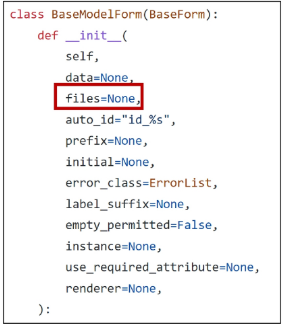 class BaseModelForm(BaseForm):
    def __init__(
        self,
        data=None,
        files=None,
        auto_id="id_%s",
        prefix=None,
        initial=None,
        error_class=ErrorList,
        label_suffix=None,
        empty_permitted=False,
        instance=None,
        use_required_attribute=None,
        renderer=None,
    ):